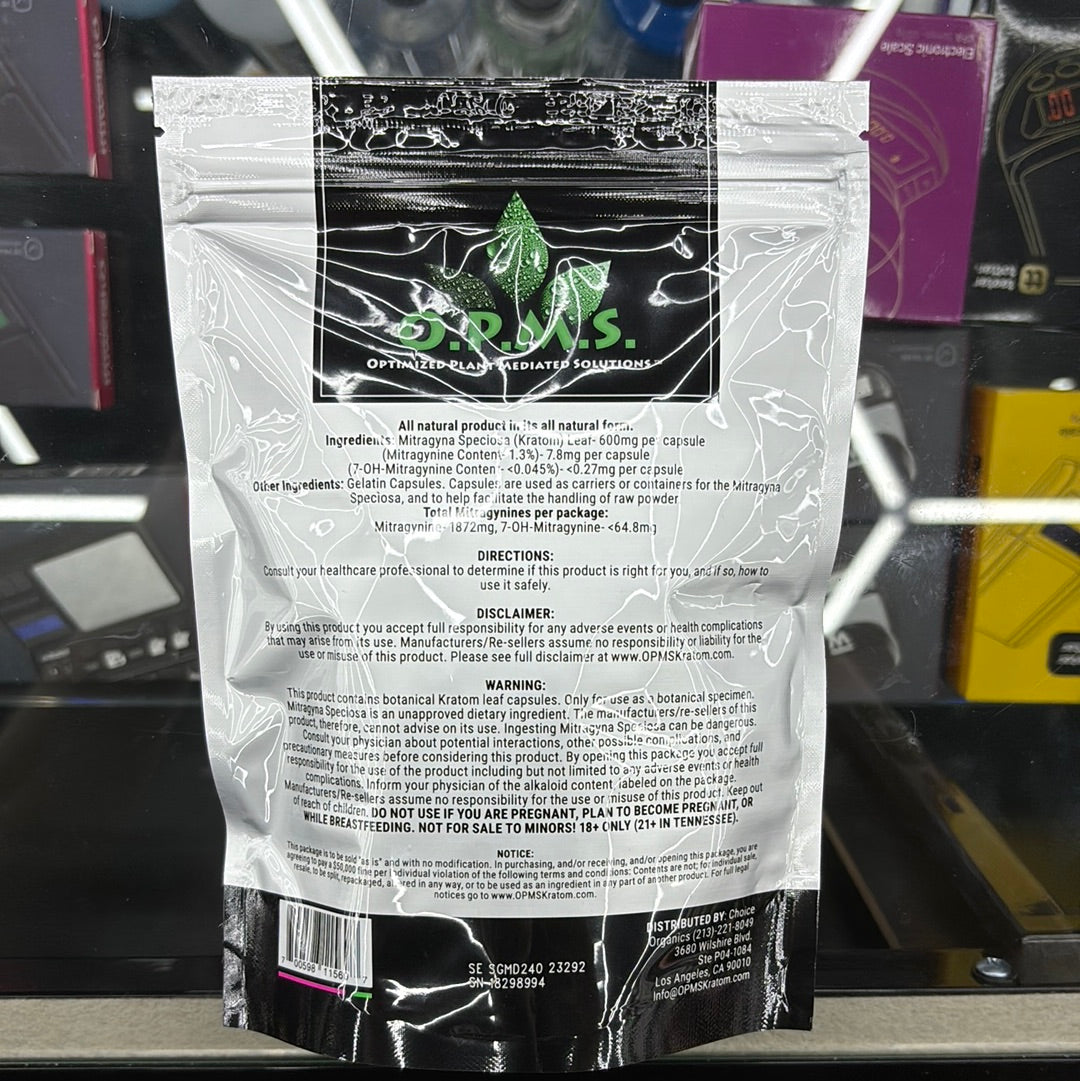 Electronic Scale
O.P.M.S.
OPTIMIZED PLANT MEDIATED SOLUTIONS™
All natural product in its all natural form.
Ingredients: Mitragyna Speciosa (Kratom) Leaf- 600mg per capsule
(Mitragynine Content- 1.3%)- 7.8mg per capsule
(7-OH-Mitragynine Content- <0.045%)- <0.27mg per capsule
Other Ingredients: Gelatin Capsules. Capsules are used as carriers or containers for the Mitragyna
Speciosa, and to help facilitate the handling of raw powder
Total Mitragynines per package:
Mitragynine- 1872mg, 7-OH-Mitragynine- <64.8mg
DIRECTIONS:
Consult your healthcare professional to determine if this product is right for you, and if so, how to
use it safely.
DISCLAIMER:
By using this product you accept full responsibility for any adverse events or health complications
that may arise from its use. Manufacturers/Re-sellers assume no responsibility or liability for the
use or misuse of this product. Please see full disclaimer at www.OPMSKratom.com.
WARNING:
This product contains botanical Kratom leaf capsules. Only for use as a botanical specimen.
Mitragyna Speciosa is an unapproved dietary ingredient. The manufacturers/re-sellers of this
product, therefore, cannot advise on its use. Ingesting Mitragyna Speciosa can be dangerous.
Consult your physician about potential interactions, other possible complications, and
precautionary measures before considering this product. By opening this package you accept full
responsibility for the use of the product including but not limited to any adverse events or health
complications. Inform your physician of the alkaloid content labeled on the package.
Manufacturers/Re-sellers assume no responsibility for the use or misuse of this product. Keep out
of reach of children. DO NOT USE IF YOU ARE PREGNANT, PLAN TO BECOME PREGNANT, OR
WHILE BREASTFEEDING. NOT FOR SALE TO MINORS! 18+ ONLY (21+ IN TENNESSEE).
NOTICE:
This package is to be sold "as is" and with no modification. In purchasing, and/or receiving, and/or opening this package, you are
agreeing to pay a $50,000 fine per individual violation of the following terms and conditions: Contents are not; for individual sale,
resale, to be split, repackaged, altered in any way, or to be used as an ingredient in any part of another product. For full legal
notices go to www.OPMSKratom.com.
7 00598 11560 7
SE SGMD240 23292
SN-18298994
DISTRIBUTED BY: Choice
Organics (213)-221-8049
3680 Wilshire Blvd.
Ste P04-1084
Los Angeles, CA 90010
Info@OPMSKratom.com